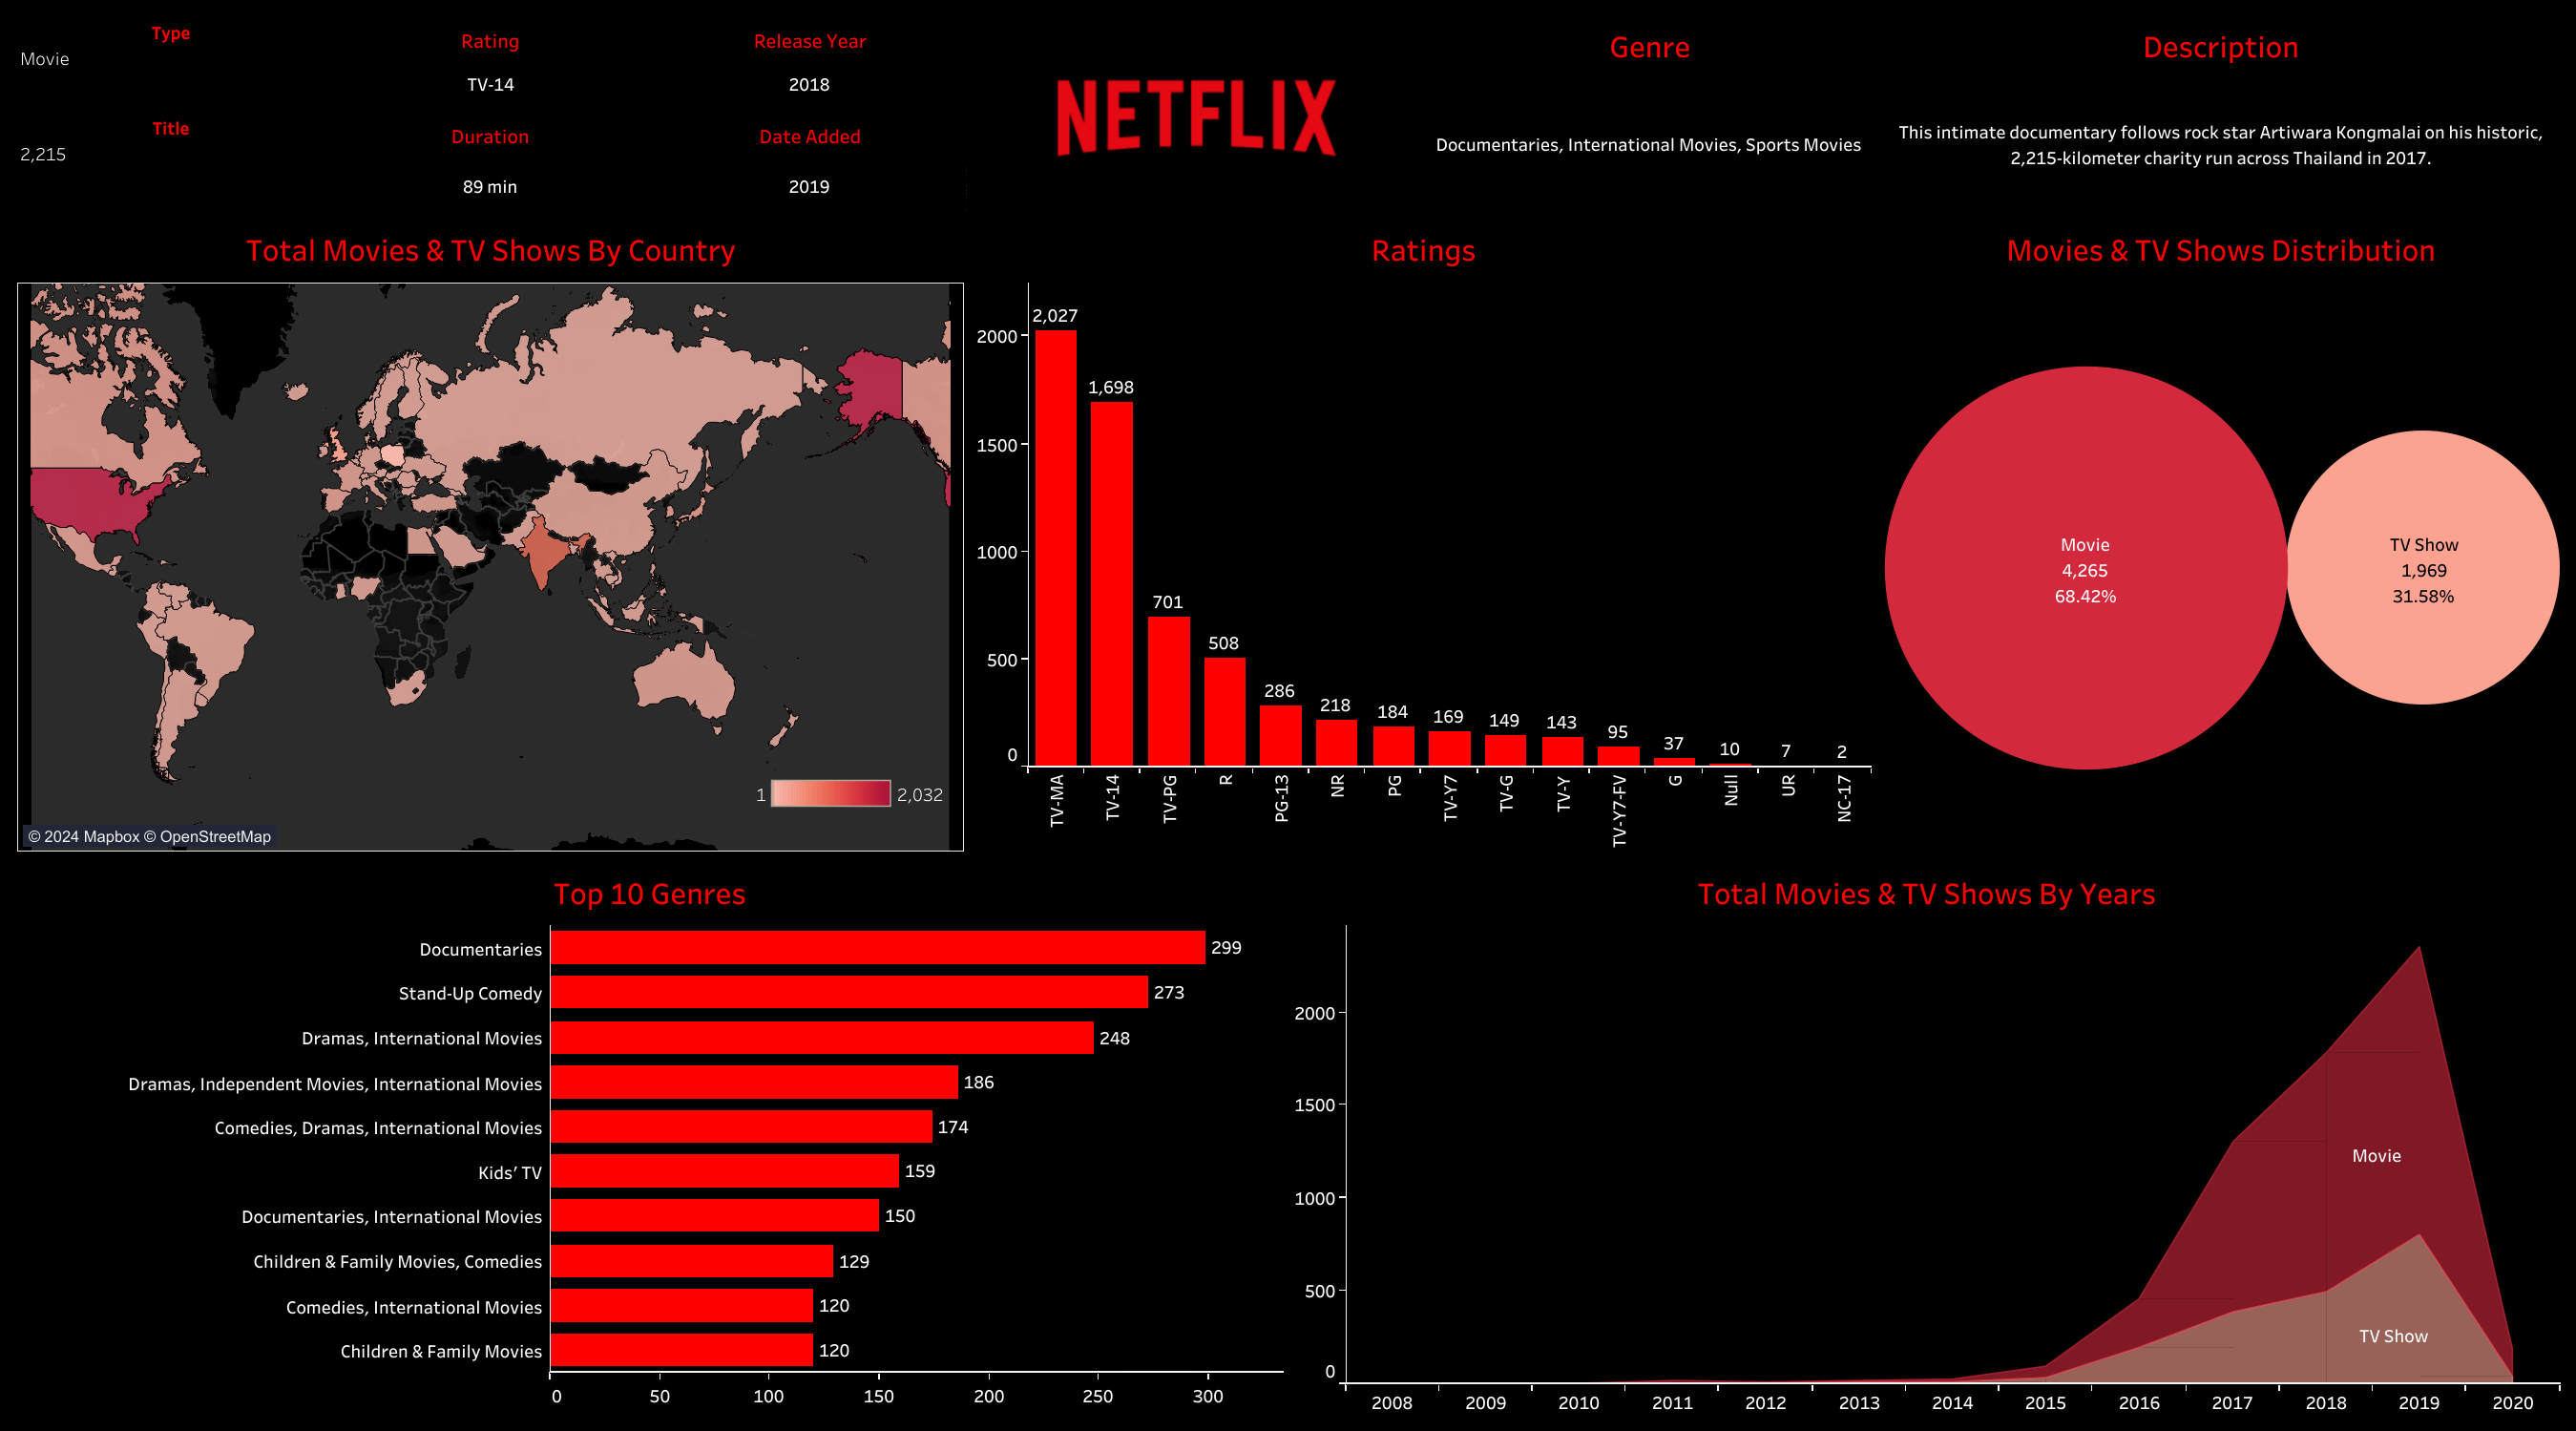 Type
Movie
Rating
TV-14
Release Year
2018
Title
2,215
Duration
89 min
Date Added
2019
NETFLIX
Genre
Documentaries, International Movies, Sports Movies
Description
This intimate documentary follows rock star Artiwara Kongmalai on his historic,
2,215-kilometer charity run across Thailand in 2017.
Total Movies & TV Shows By Country
1
2,032
© 2024 Mapbox © OpenStreetMap
Ratings
2000
1500
1000
500
0
2,027
1,698
701
508
286
218
184
169
149
143
95
37
10
7
2
TV-MA
TV-14
TV-PG
R
PG-13
NR
PG
TV-Y7
TV-G
TV-Y
TV-Y7-FV
G
Null
UR
NC-17
Movies & TV Shows Distribution
Movie
4,265
68.42%
TV Show
1,969
31.58%
Top 10 Genres
Documentaries 299
Stand-Up Comedy 273
Dramas, International Movies 248
Dramas, Independent Movies, International Movies 186
Comedies, Dramas, International Movies 174
Kids’ TV 159
Documentaries, International Movies 150
Children & Family Movies, Comedies 129
Comedies, International Movies 120
Children & Family Movies 120
0 50 100 150 200 250 300
Total Movies & TV Shows By Years
2000
1500
1000
500
0
Movie
TV Show
2008 2009 2010 2011 2012 2013 2014 2015 2016 2017 2018 2019 2020